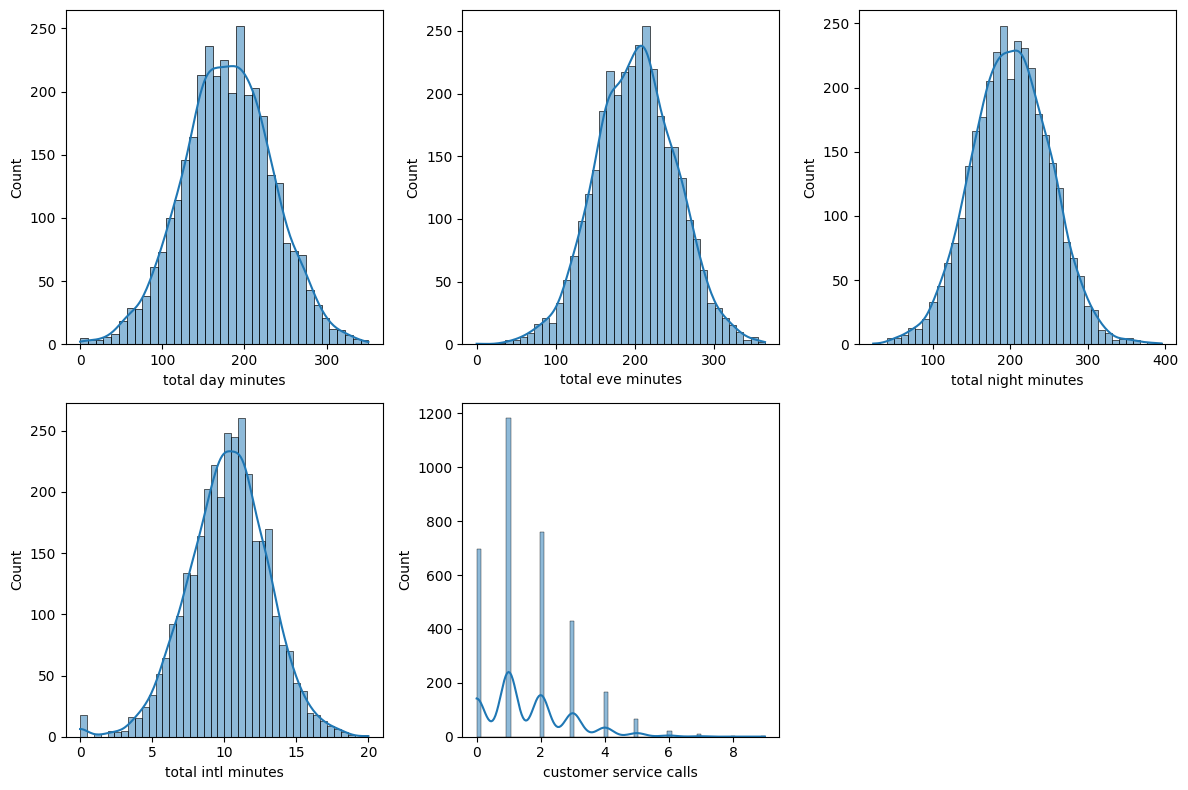 250
200
150
100
50
0
Count
0 100 200 300
total day minutes
250
200
150
100
50
0
Count
0 100 200 300
total eve minutes
250
200
150
100
50
0
Count
100 200 300 400
total night minutes
250
200
150
100
50
0
Count
0 5 10 15 20
total intl minutes
1200
1000
800
600
400
200
0
Count
0 2 4 6 8
customer service calls